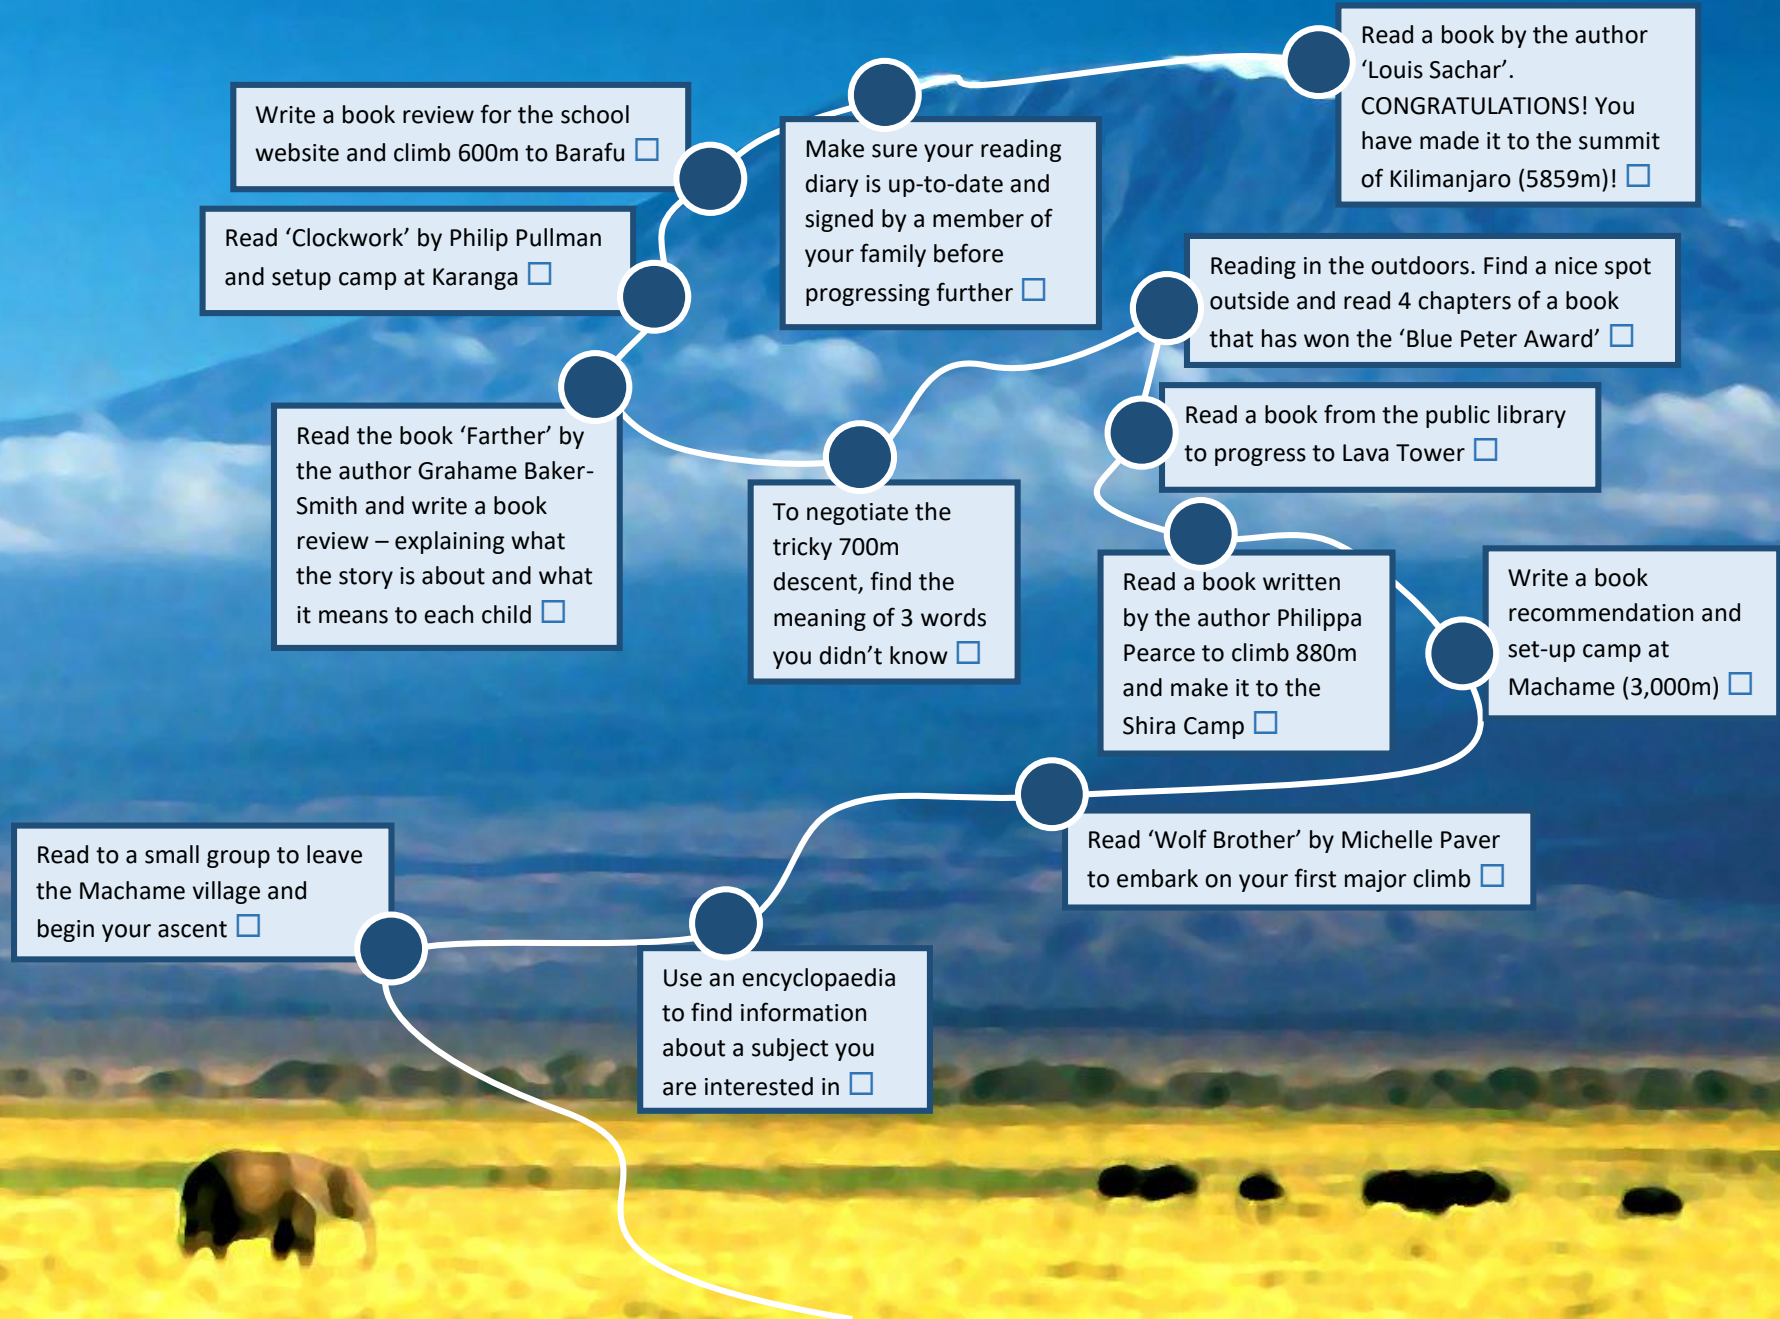 Read a book by the author
‘Louis Sachar’.
CONGRATULATIONS! You
have made it to the summit
of Kilimanjaro (5859m)! ☐
Write a book review for the school
website and climb 600m to Barafu ☐
Make sure your reading
diary is up-to-date and
signed by a member of
your family before
progressing further ☐
Read ‘Clockwork’ by Philip Pullman
and setup camp at Karanga ☐
Reading in the outdoors. Find a nice spot
outside and read 4 chapters of a book
that has won the ‘Blue Peter Award’ ☐
Read a book from the public library
to progress to Lava Tower ☐
Read the book ‘Farther’ by
the author Grahame Baker-
Smith and write a book
review – explaining what
the story is about and what
it means to each child ☐
To negotiate the
tricky 700m
descent, find the
meaning of 3 words
you didn’t know ☐
Read a book written
by the author Philippa
Pearce to climb 880m
and make it to the
Shira Camp ☐
Write a book
recommendation and
set-up camp at
Machame (3,000m) ☐
Read ‘Wolf Brother’ by Michelle Paver
to embark on your first major climb ☐
Read to a small group to leave
the Machame village and
begin your ascent ☐
Use an encyclopaedia
to find information
about a subject you
are interested in ☐